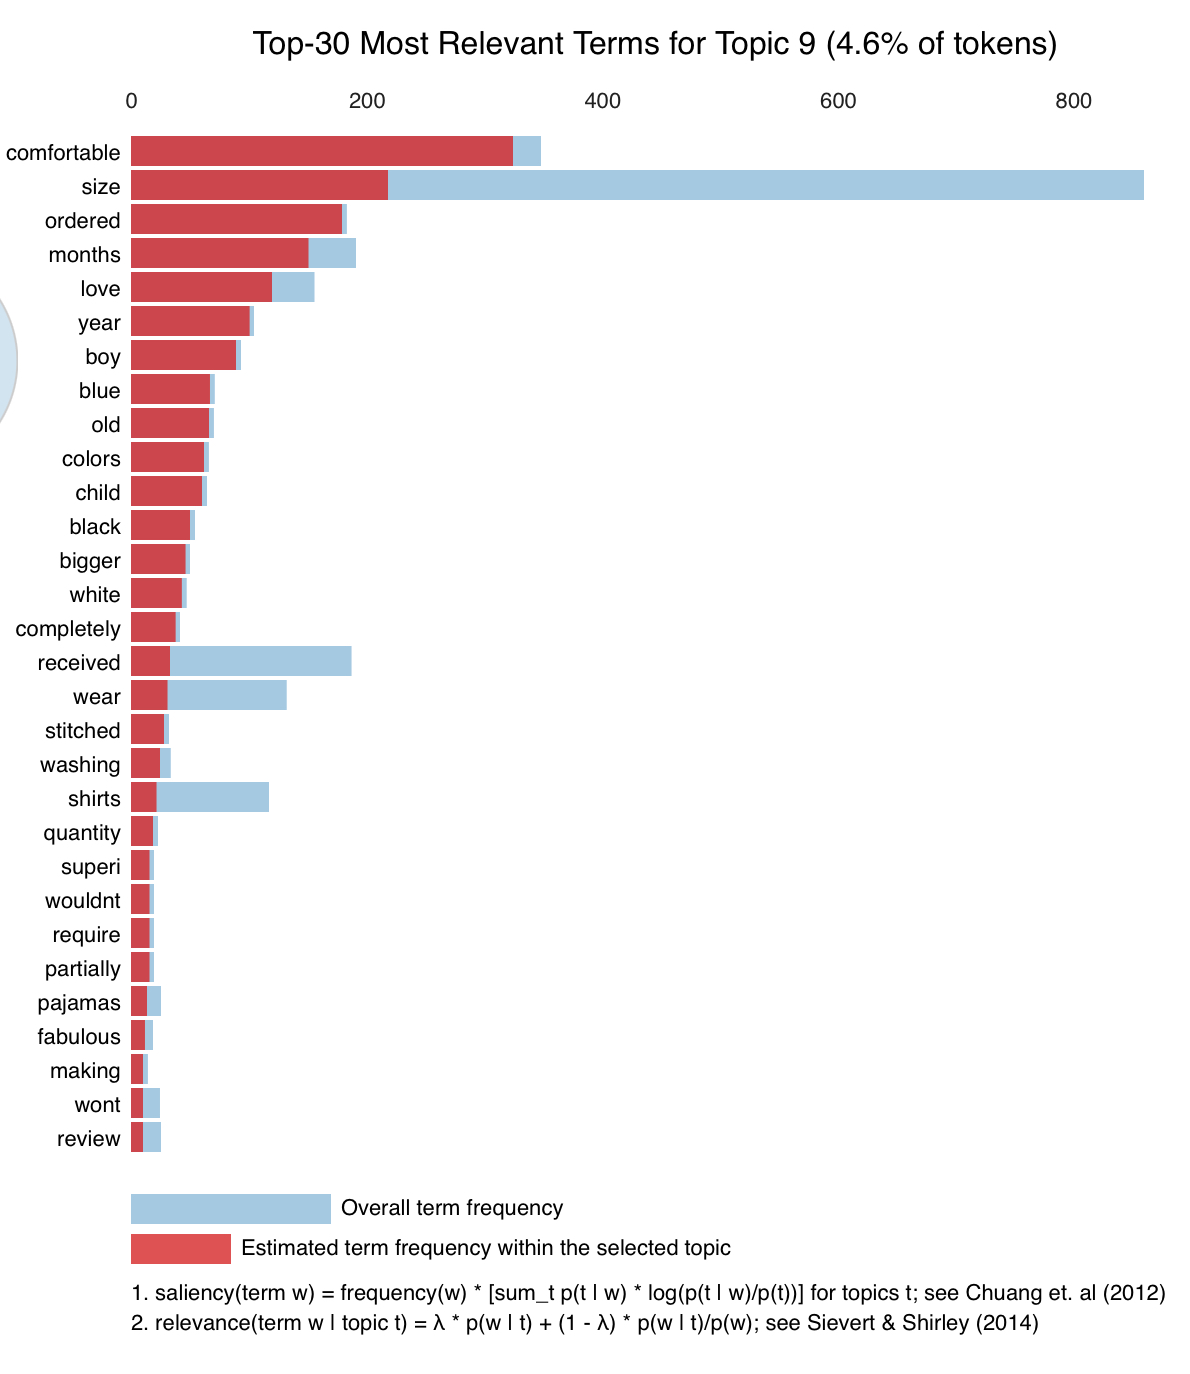 Top-30 Most Relevant Terms for Topic 9 (4.6% of tokens)
0 200 400 600 800
comfortable
size
ordered
months
love
year
boy
blue
old
colors
child
black
bigger
white
completely
received
wear
stitched
washing
shirts
quantity
superi
wouldnt
require
partially
pajamas
fabulous
making
wont
review
Overall term frequency
Estimated term frequency within the selected topic
1. saliency(term w) = frequency(w) * [sum_t p(t | w) * log(p(t | w)/p(t))] for topics t; see Chuang et. al (2012)
2. relevance(term w | topic t) = λ * p(w | t) + (1 - λ) * p(w | t)/p(w); see Sievert & Shirley (2014)